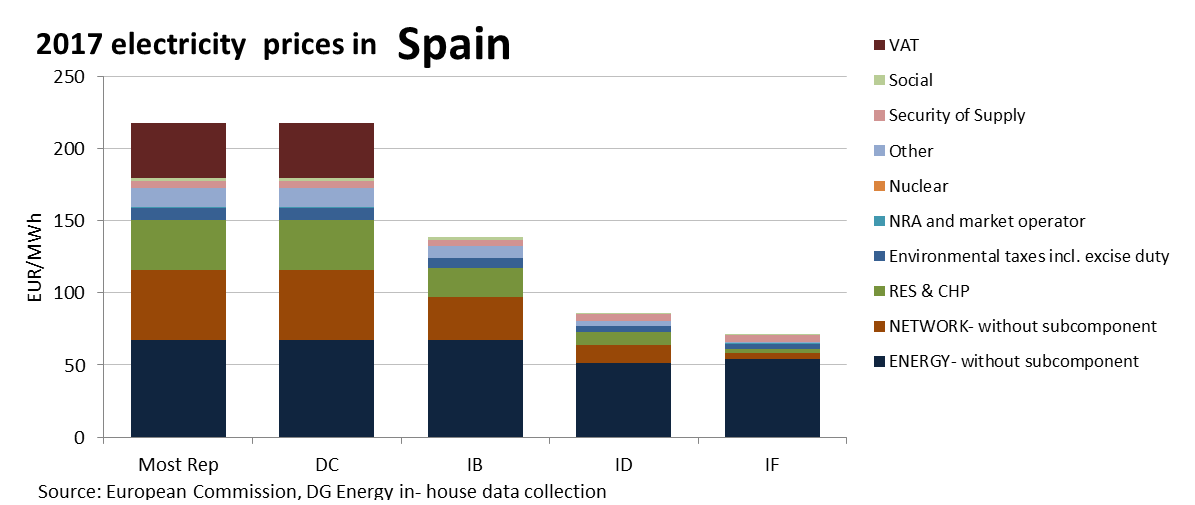 2017 electricity prices in Spain
250
200
150
100
50
0
EUR/MWh
Most Rep DC IB ID IF
VAT
Social
Security of Supply
Other
Nuclear
NRA and market operator
Environmental taxes incl. excise duty
RES & CHP
NETWORK- without subcomponent
ENERGY- without subcomponent
Source: European Commission, DG Energy in- house data collection